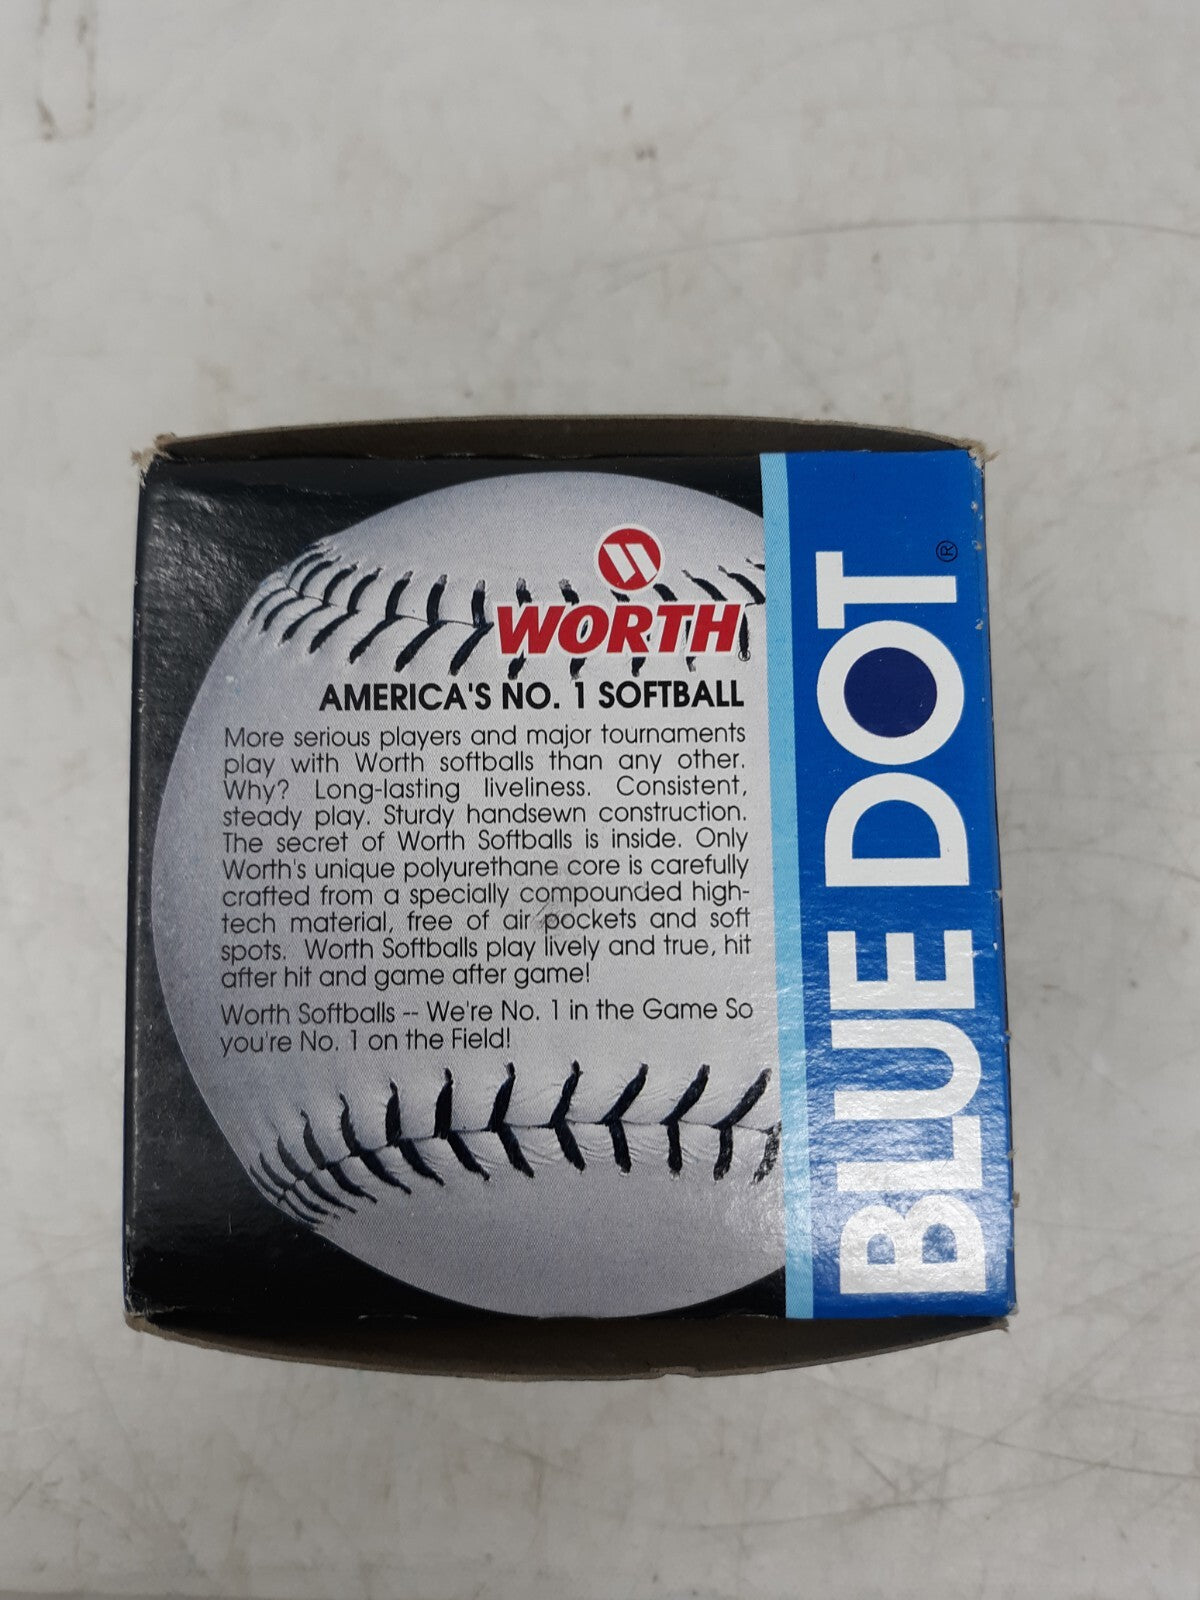 WORTH®
AMERICA'S NO. 1 SOFTBALL
More serious players and major tournaments
play with Worth softballs than any other.
Why? Long-lasting liveliness. Consistent,
steady play. Sturdy handsewn construction.
The secret of Worth Softballs is inside. Only
Worth's unique polyurethane core is carefully
crafted from a specially compounded high-
tech material, free of air pockets and soft
spots. Worth Softballs play lively and true, hit
after hit and game after game!
Worth Softballs -- We're No. 1 in the Game So
you're No. 1 on the Field!
BLUE DOT®